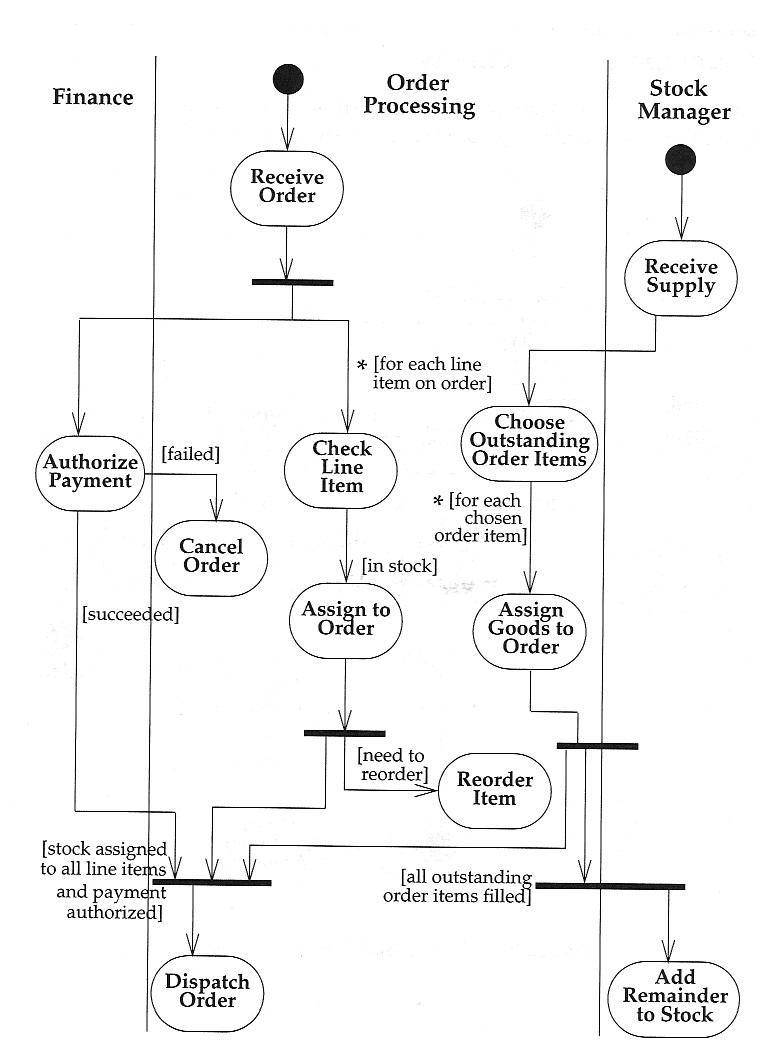 Finance
Order
Processing
Stock
Manager
Receive
Order
Receive
Supply
* [for each line
item on order]
Authorize
Payment
[failed]
Check
Line
Item
Choose
Outstanding
Order Items
* [for each
chosen
order item]
Cancel
Order
[in stock]
[succeeded]
Assign to
Order
Assign
Goods to
Order
[need to
reorder]
Reorder
Item
[stock assigned
to all line items
and payment
authorized]
[all outstanding
order items filled]
Dispatch
Order
Add
Remainder
to Stock